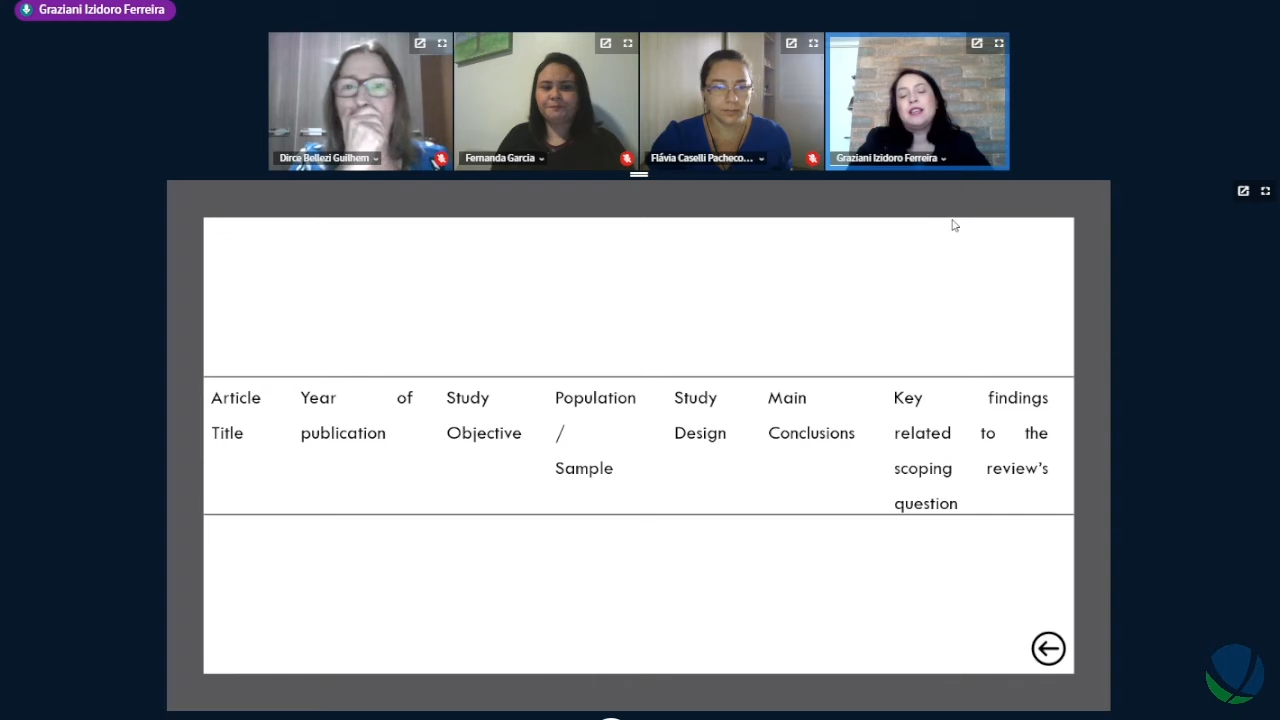 Graziani Izidoro Ferreira
Dirce Bellezi Guilhem
Fernanda Garcia
Flávia Caselli Pacheco...
Graziani Izidoro Ferreira
Article Year of Study Population Study Main Key findings
Title publication Objective / Design Conclusions related to the
Sample scoping review's
question